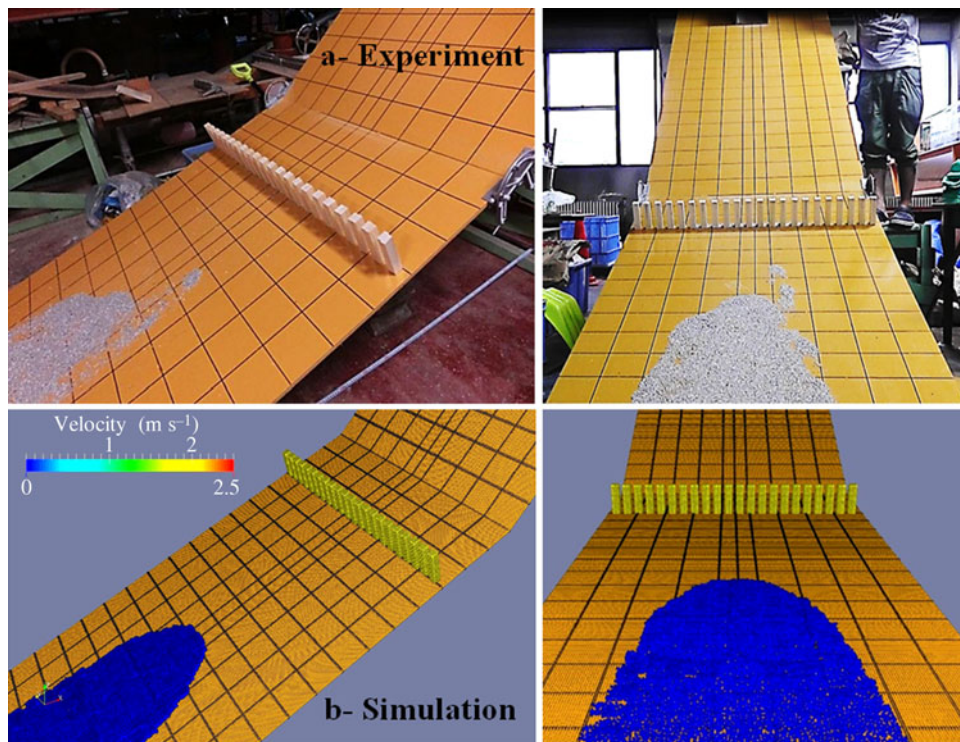 a- Experiment
Velocity (m s⁻¹)
1 2
0 2.5
b- Simulation